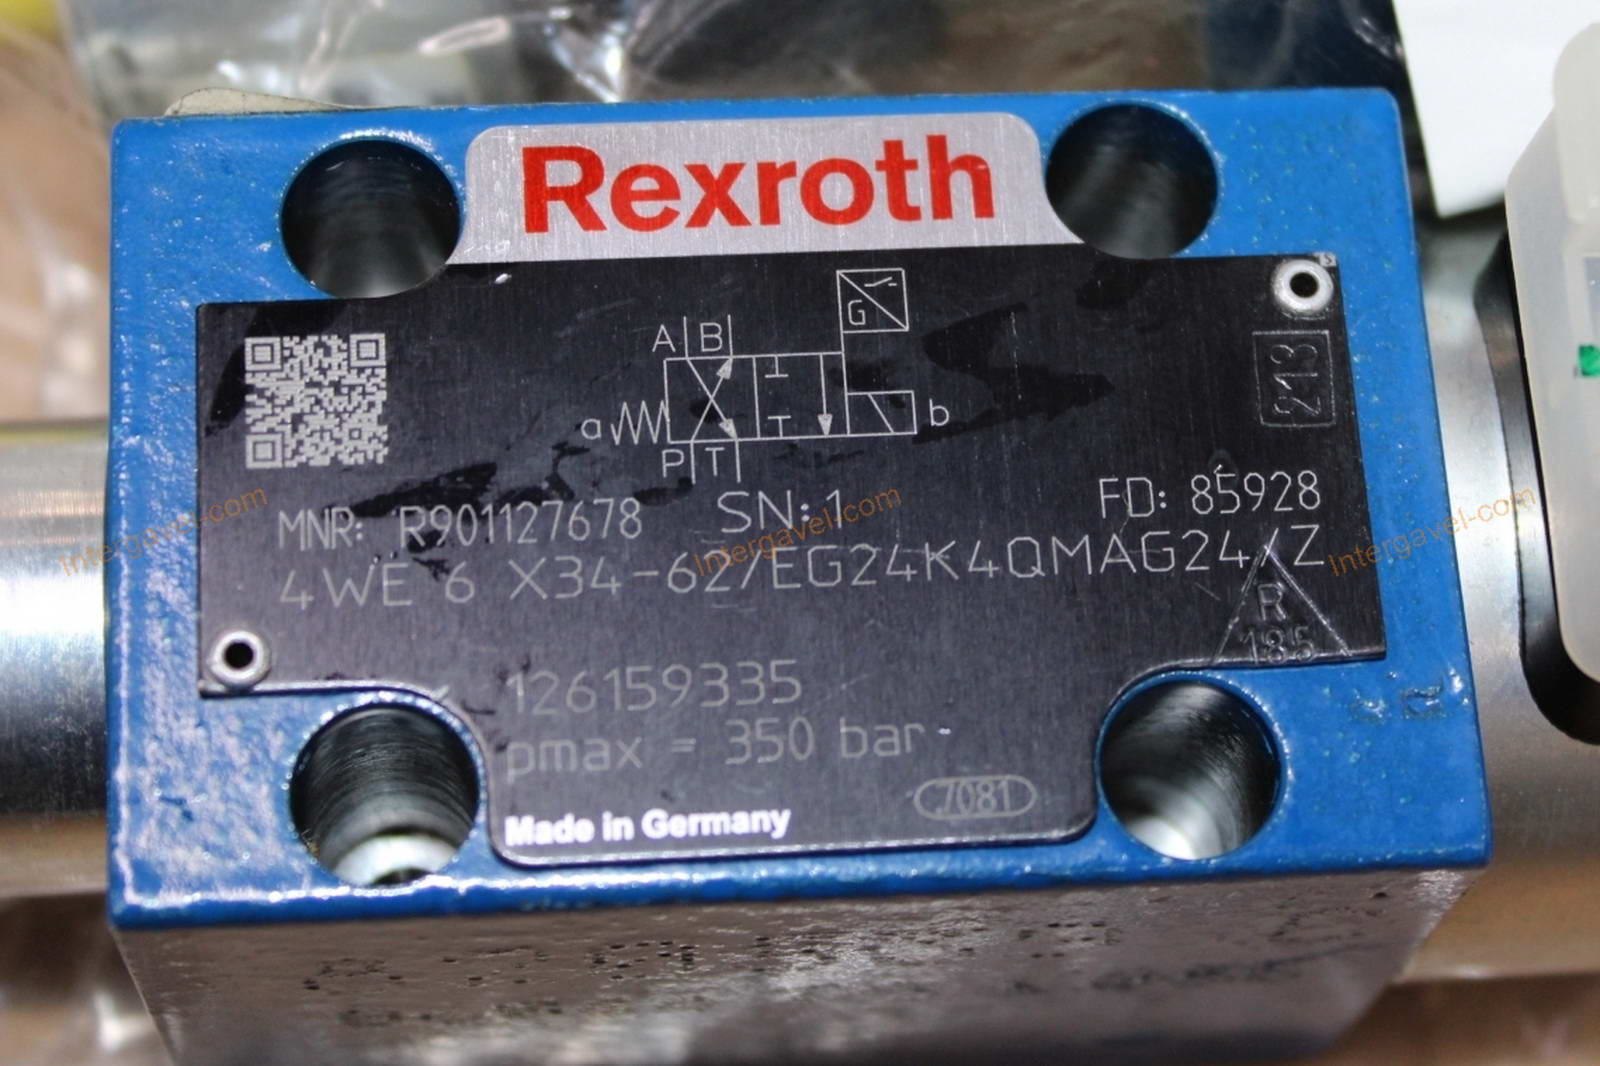 Rexroth
G
A B
a
b
P T
213
MNR: R901127678 SN: 1 FD: 85928
4WE 6 X34-62/EG24K4QMAG24/Z
R
185
126159335
pmax = 350 bar
7081
Made in Germany
Intergavel-com
Intergavel-com
Intergavel-com